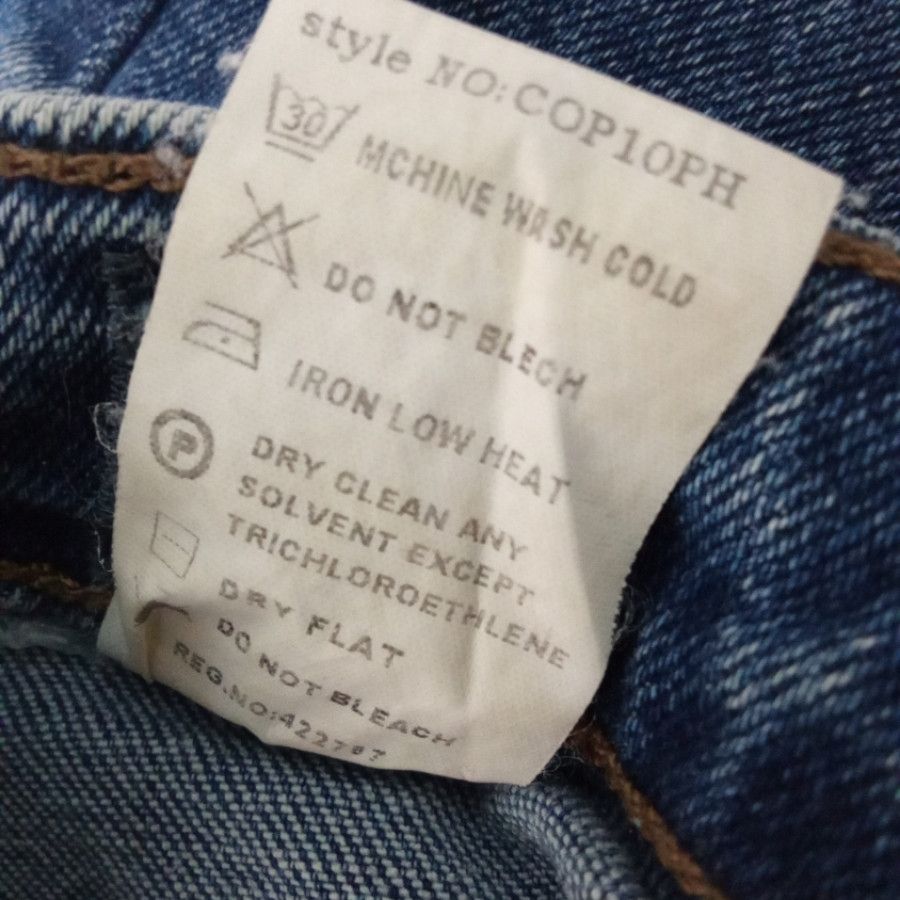 style NO:COP10PH
30
MCHINE WASH COLD
DO NOT BLECH
IRON LOW HEAT
P
DRY CLEAN ANY
SOLVENT EXCEPT
TRICHLOROETHLENE
DRY FLAT
DO NOT BLEACH
REG.NO:422787